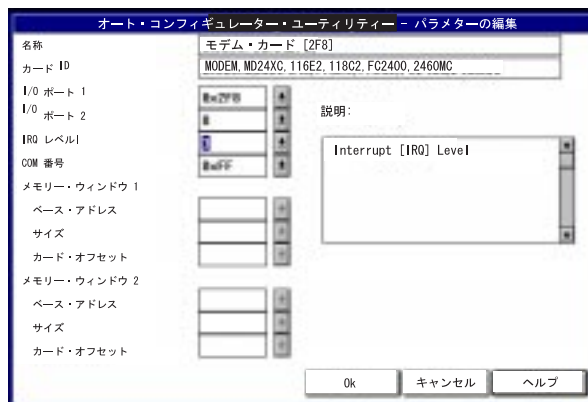 オート・コンフィギュレーター・ユーティリティー - パラメターの編集
名称 モデム・カード [2F8]
カード ID MODEM,MD24XC,116E2,118C2,FC2400,2460MC
I/O ポート 1 0x2F8
I/O ポート 2 0
IRQ レベル
COM 番号 0xFF
メモリー・ウィンドウ 1
ベース・アドレス
サイズ
カード・オフセット
メモリー・ウィンドウ 2
ベース・アドレス
サイズ
カード・オフセット
説明:
Interrupt [IRQ] Level
Ok キャンセル ヘルプ